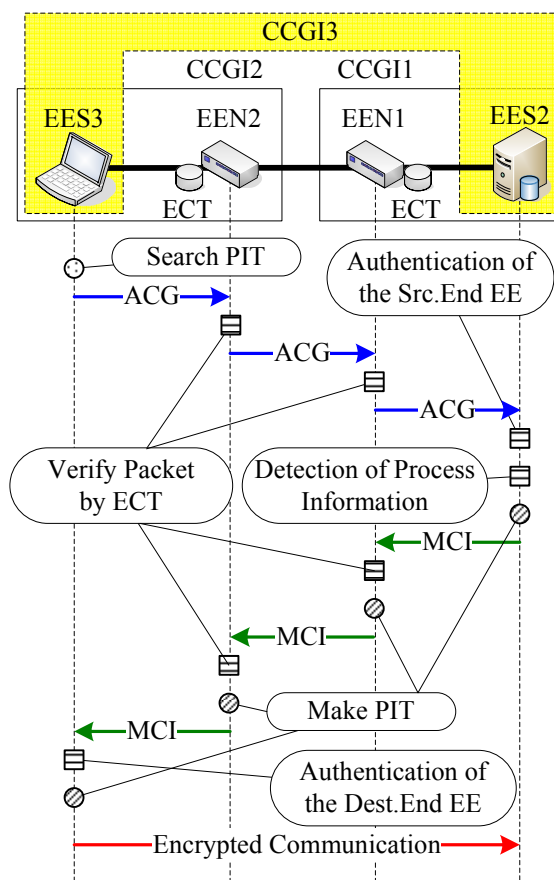 CCGI3
CCGI2
CCGI1
EES3
EEN2
EEN1
EES2
ECT
ECT
Search PIT
Authentication of
the Src.End EE
ACG
ACG
ACG
Verify Packet
by ECT
Detection of Process
Information
MCI
MCI
Make PIT
MCI
Authentication of
the Dest.End EE
Encrypted Communication